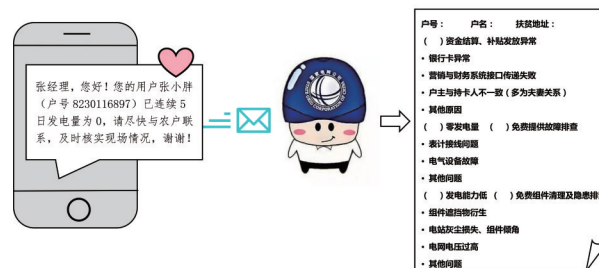 张经理，您好！您的用户张小胖
（户号 8230116897）已连续 5
日发电量为 0，请尽快与农户联
系，及时核实现场情况，谢谢！
户号： 户名： 扶贫地址：
（ ）资金结算、补贴发放异常
• 银行卡异常
• 营销与财务系统接口传递失败
• 户主与持卡人不一致（多为夫妻关系）
• 其他原因
（ ）零发电量 （ ）免费提供故障排查
• 表计接线问题
• 电气设备故障
• 其他问题
（ ）发电能力低 （ ）免费组件清理及隐患排
• 组件遮挡物衍生
• 电站灰尘损失、组件倾角
• 电网电压过高
• 其他问题